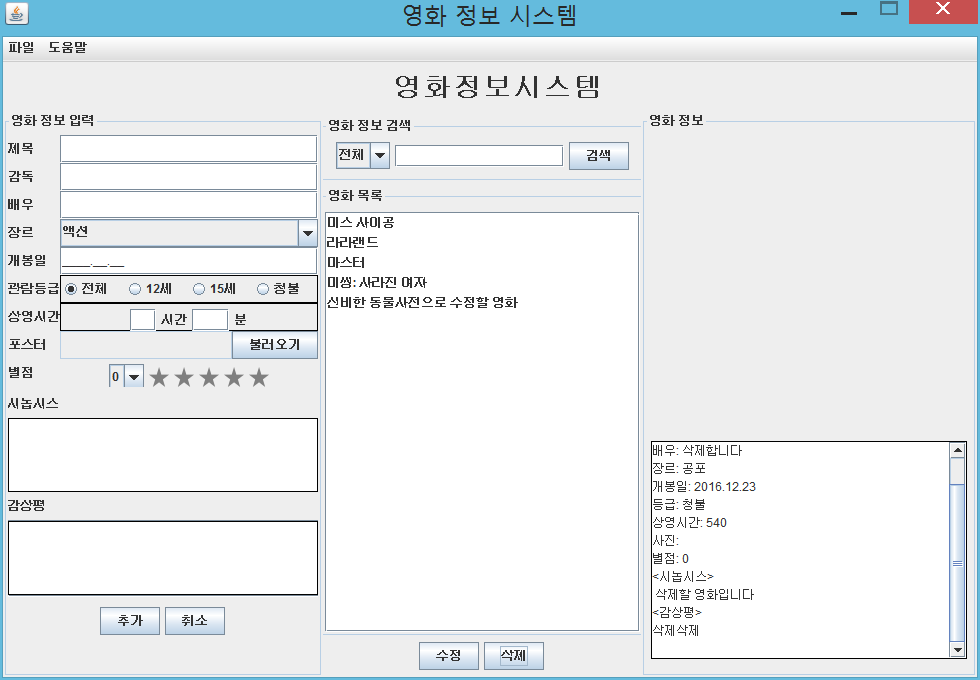 영화 정보 시스템
파일 도움말
영화정보시스템
영화 정보 입력
제목
감독
배우
장르 액션
개봉일 ____.__.__
관람등급 전체 12세 15세 청불
상영시간 시간 분
포스터 불러오기
별점 0
시놉시스
감상평
추가 취소
영화 정보 검색
전체 검색
영화 목록
미스 사이공
라라랜드
마스터
미씽: 사라진 여자
신비한 동물사전으로 수정할 영화
수정 삭제
영화 정보
배우: 삭제합니다
장르: 공포
개봉일: 2016.12.23
등급: 청불
상영시간: 540
사진:
별점: 0
<시놉시스>
삭제할 영화입니다
<감상평>
삭제삭제